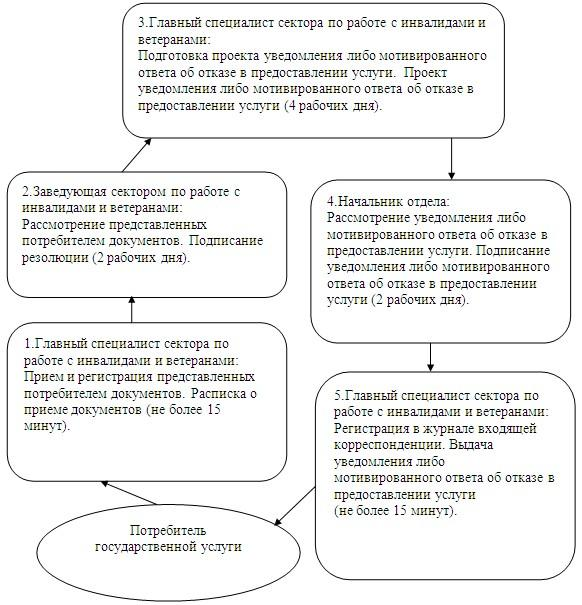 3.Главный специалист сектора по работе с инвалидами и
ветеранами:
Подготовка проекта уведомления либо мотивированного
ответа об отказе в предоставлении услуги. Проект
уведомления либо мотивированного ответа об отказе в
предоставлении услуги (4 рабочих дня).
2.Заведующая сектором по работе с
инвалидами и ветеранами:
Рассмотрение представленных
потребителем документов. Подписание
резолюции (2 рабочих дня).
4.Начальник отдела:
Рассмотрение уведомления либо
мотивированного ответа об отказе в
предоставлении услуги. Подписание
уведомления либо мотивированного
ответа об отказе в предоставлении
услуги (2 рабочих дня).
1.Главный специалист сектора по
работе с инвалидами и ветеранами:
Прием и регистрация представленных
потребителем документов. Расписка о
приеме документов (не более 15
минут).
5.Главный специалист сектора по
работе с инвалидами и ветеранами:
Регистрация в журнале входящей
корреспонденции. Выдача
уведомления либо
мотивированного ответа об отказе в
предоставлении услуги
(не более 15 минут).
Потребитель
государственной услуги